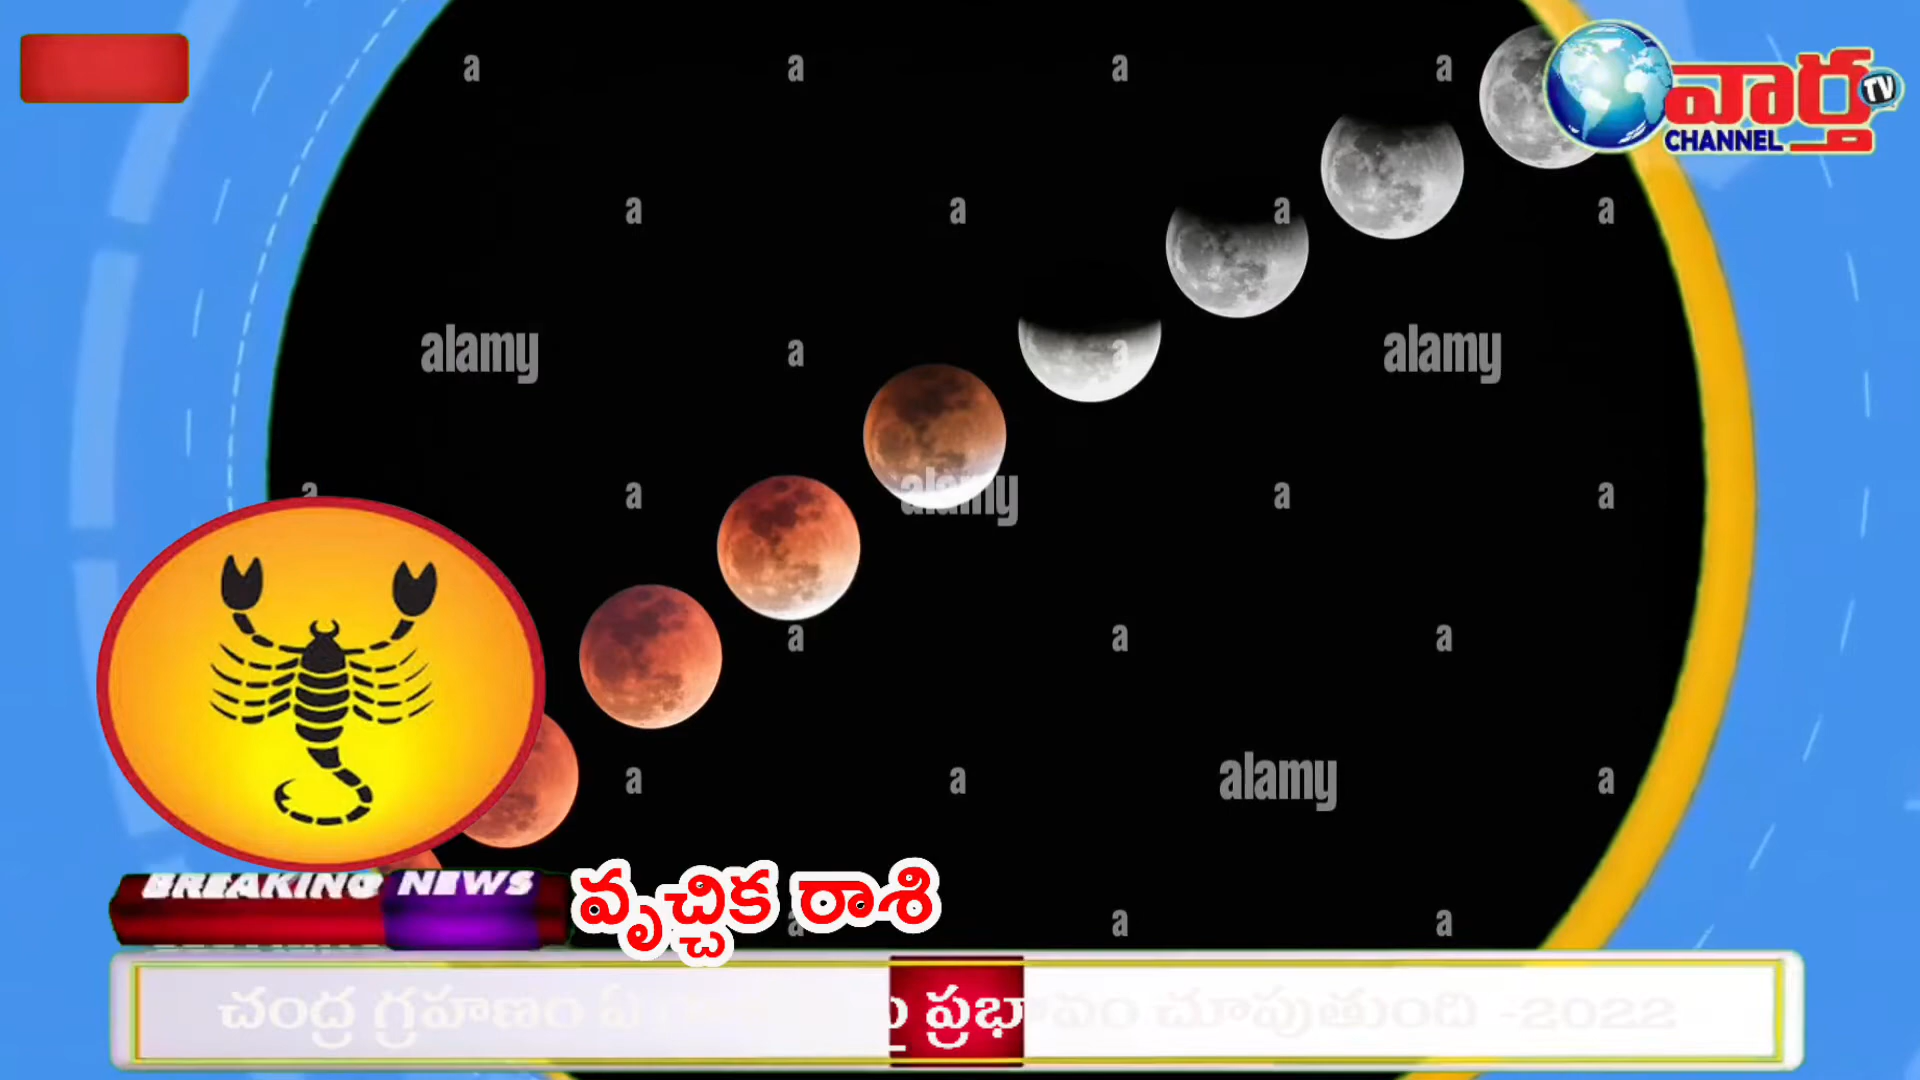 వార్త TV
CHANNEL
a a a a
a a a a
alamy a alamy
a a alamy a a
a a a
a a alamy a
BREAKING NEWS వృచ్చిక రాశి a a
చంద్ర గ్రహణం ప్రభావం చూపుతుంది -2022